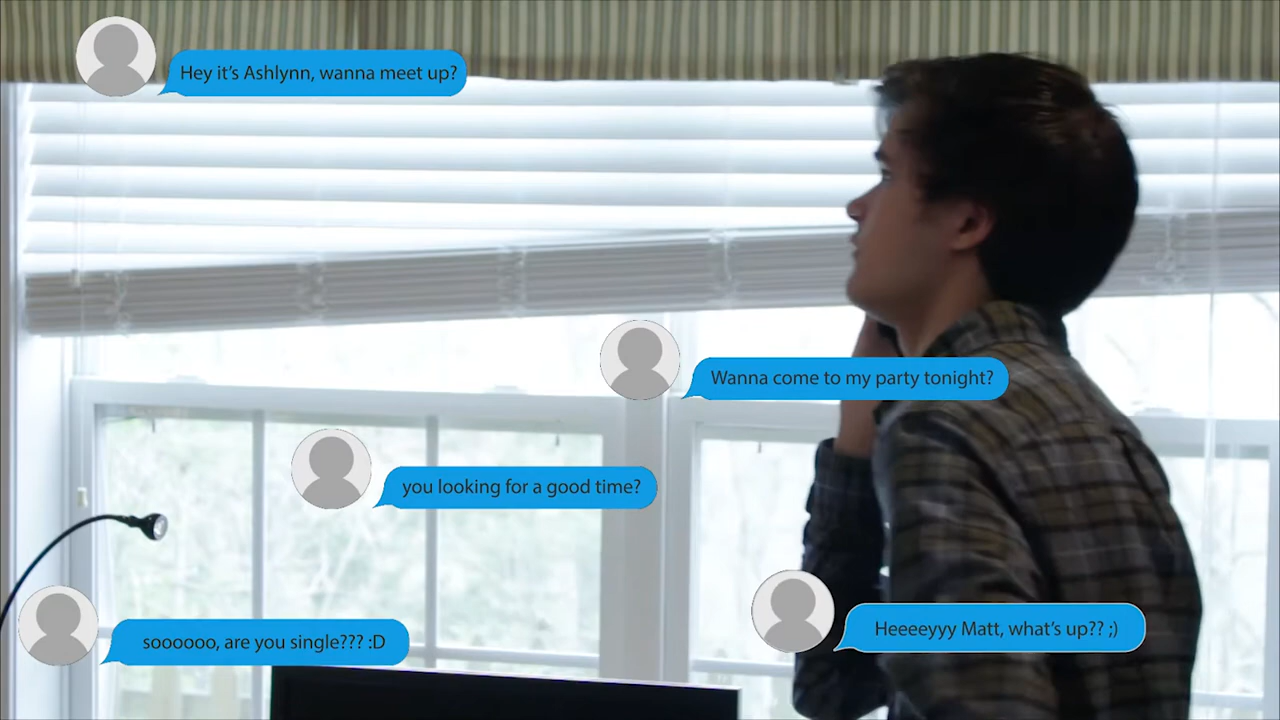 Hey it’s Ashlynn, wanna meet up?
Wanna come to my party tonight?
you looking for a good time?
soooooo, are you single??? :D
Heeeeyyy Matt, what’s up?? ;)